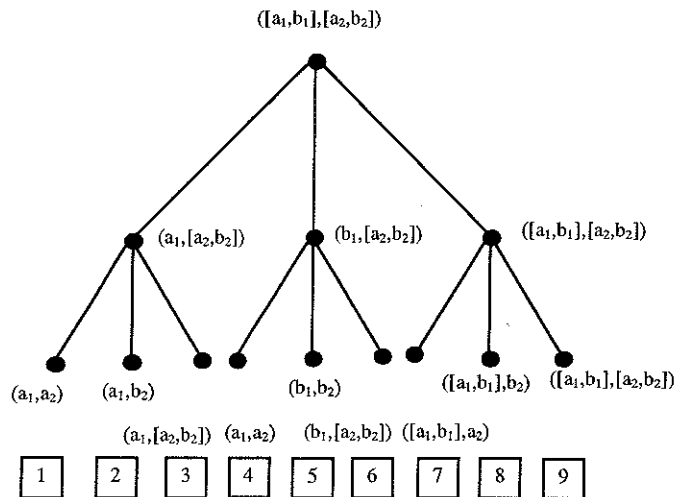 ([a₁,b₁],[a₂,b₂])
(a₁,[a₂,b₂]) (b₁,[a₂,b₂]) ([a₁,b₁],[a₂,b₂])
(a₁,a₂) (a₁,b₂) (b₁,b₂) ([a₁,b₁],b₂) ([a₁,b₁],[a₂,b₂])
(a₁,[a₂,b₂]) (a₁,a₂) (b₁,[a₂,b₂]) ([a₁,b₁],a₂)
1 2 3 4 5 6 7 8 9